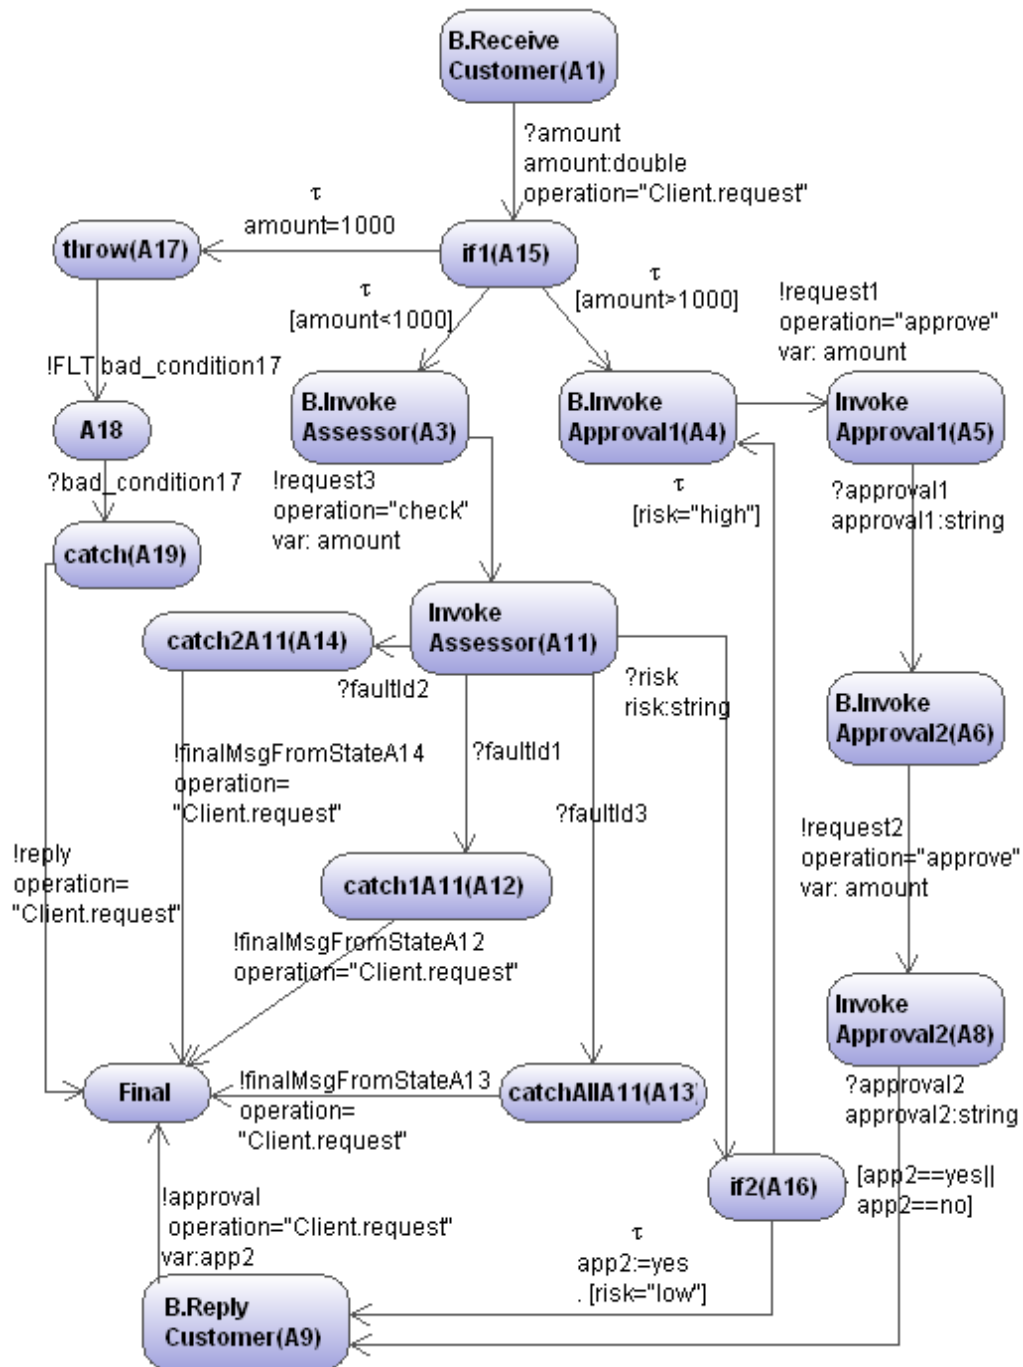 B.Receive
Customer(A1)
?amount
amount:double
operation="Client.request"
τ
amount=1000
throw(A17)
if1(A15)
τ
[amount<1000]
τ
[amount>1000]
!request1
operation="approve"
var: amount
!FLT bad_condition17
A18
B.Invoke
Assessor(A3)
B.Invoke
Approval1(A4)
Invoke
Approval1(A5)
?bad_condition17
catch(A19)
!request3
operation="check"
var: amount
τ
[risk="high"]
?approval1
approval1:string
catch2A11(A14)
Invoke
Assessor(A11)
?faultId2
?risk
risk:string
B.Invoke
Approval2(A6)
!finalMsgFromStateA14
operation=
"Client.request"
?faultId1
?faultId3
!reply
operation=
"Client.request"
catch1A11(A12)
!request2
operation="approve"
var: amount
!finalMsgFromStateA12
operation="Client.request"
Invoke
Approval2(A8)
Final
!finalMsgFromStateA13
operation=
"Client.request"
catchAllA11(A13)
?approval2
approval2:string
if2(A16)
[app2==yes||
app2==no]
!approval
operation="Client.request"
var:app2
τ
app2:=yes
. [risk="low"]
B.Reply
Customer(A9)